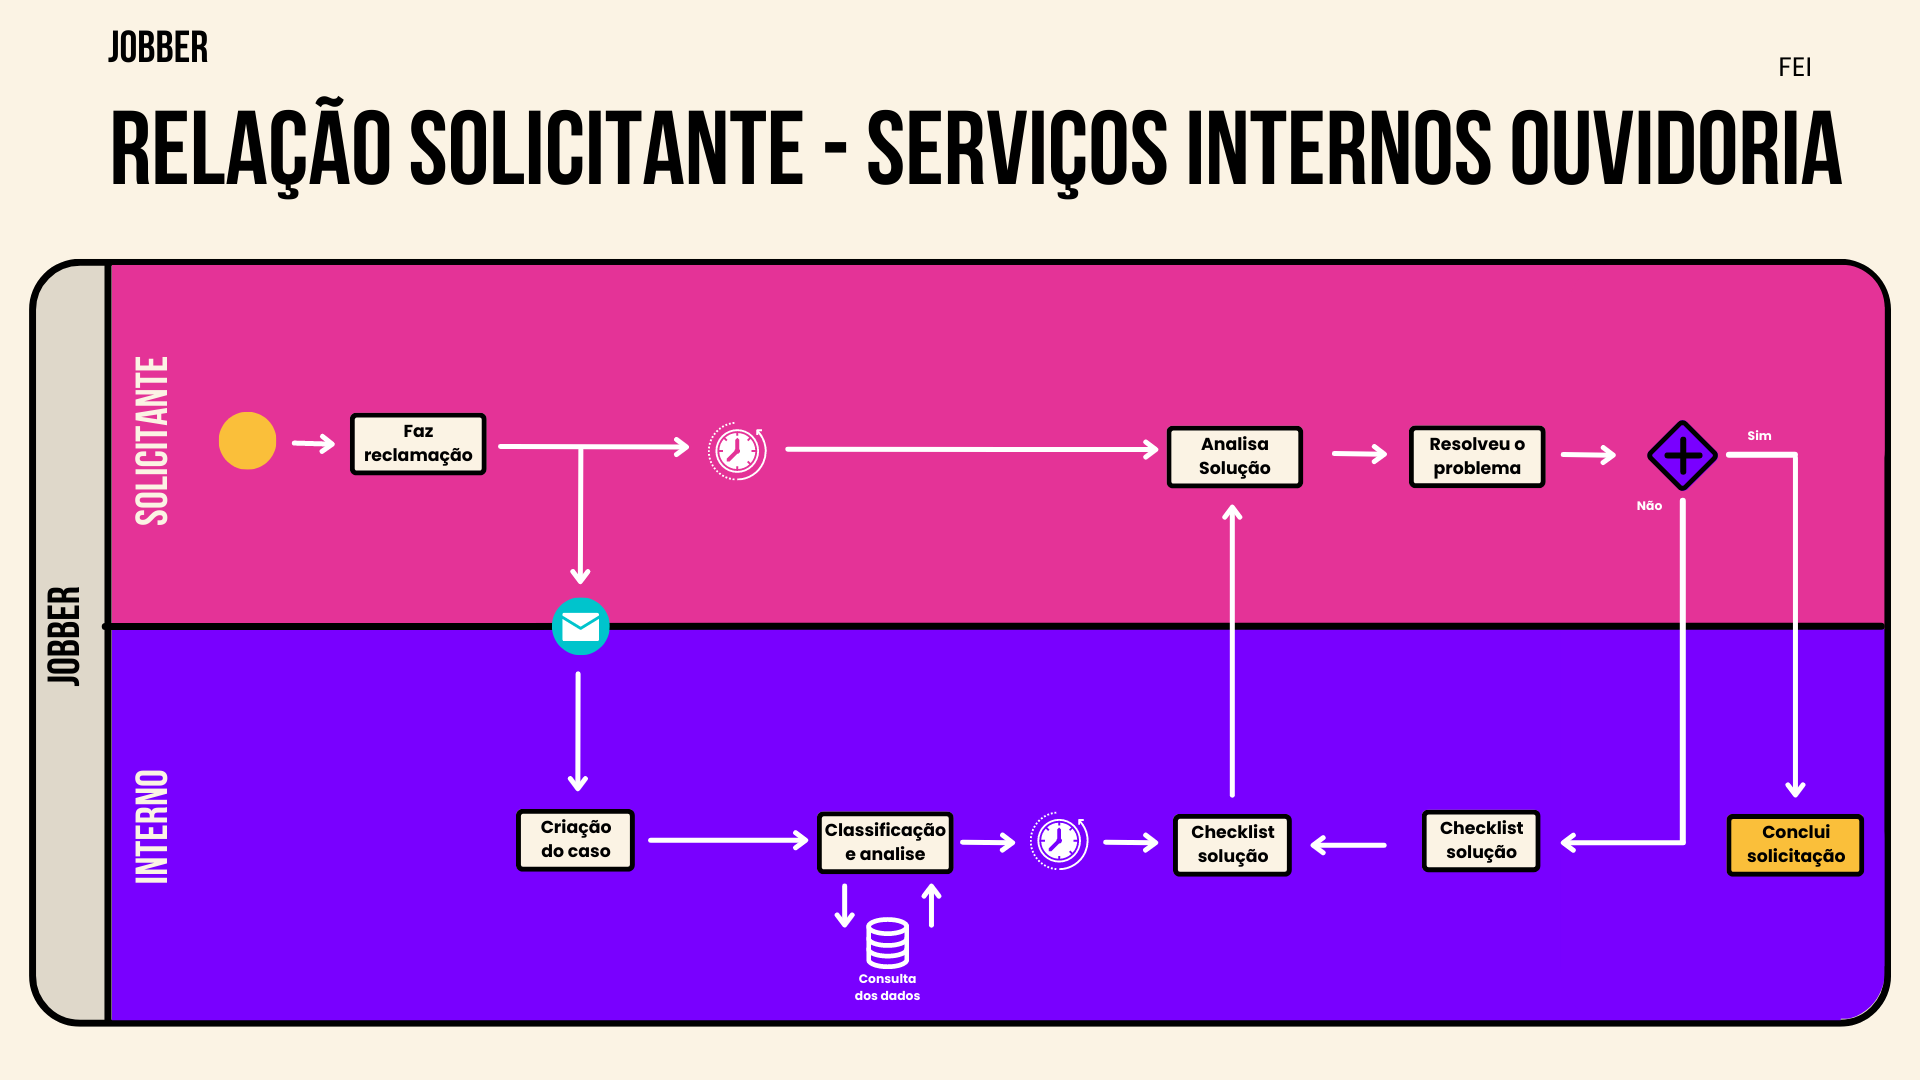 JOBBER
FEI
RELAÇÃO SOLICITANTE - SERVIÇOS INTERNOS OUVIDORIA
JOBBER
SOLICITANTE
Faz
reclamação
Analisa
Solução
Resolveu o
problema
Sim
Não
INTERNO
Criação
do caso
Classificação
e analise
Consulta
dos dados
Checklist
solução
Checklist
solução
Conclui
solicitação